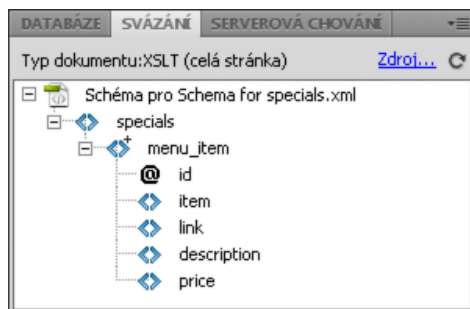 DATABÁZE SVÁZÁNÍ SERVEROVÁ CHOVÁNÍ
Typ dokumentu:XSLT (celá stránka) Zdroj...
Schéma pro Schema for specials.xml
specials
menu_item
@ id
item
link
description
price